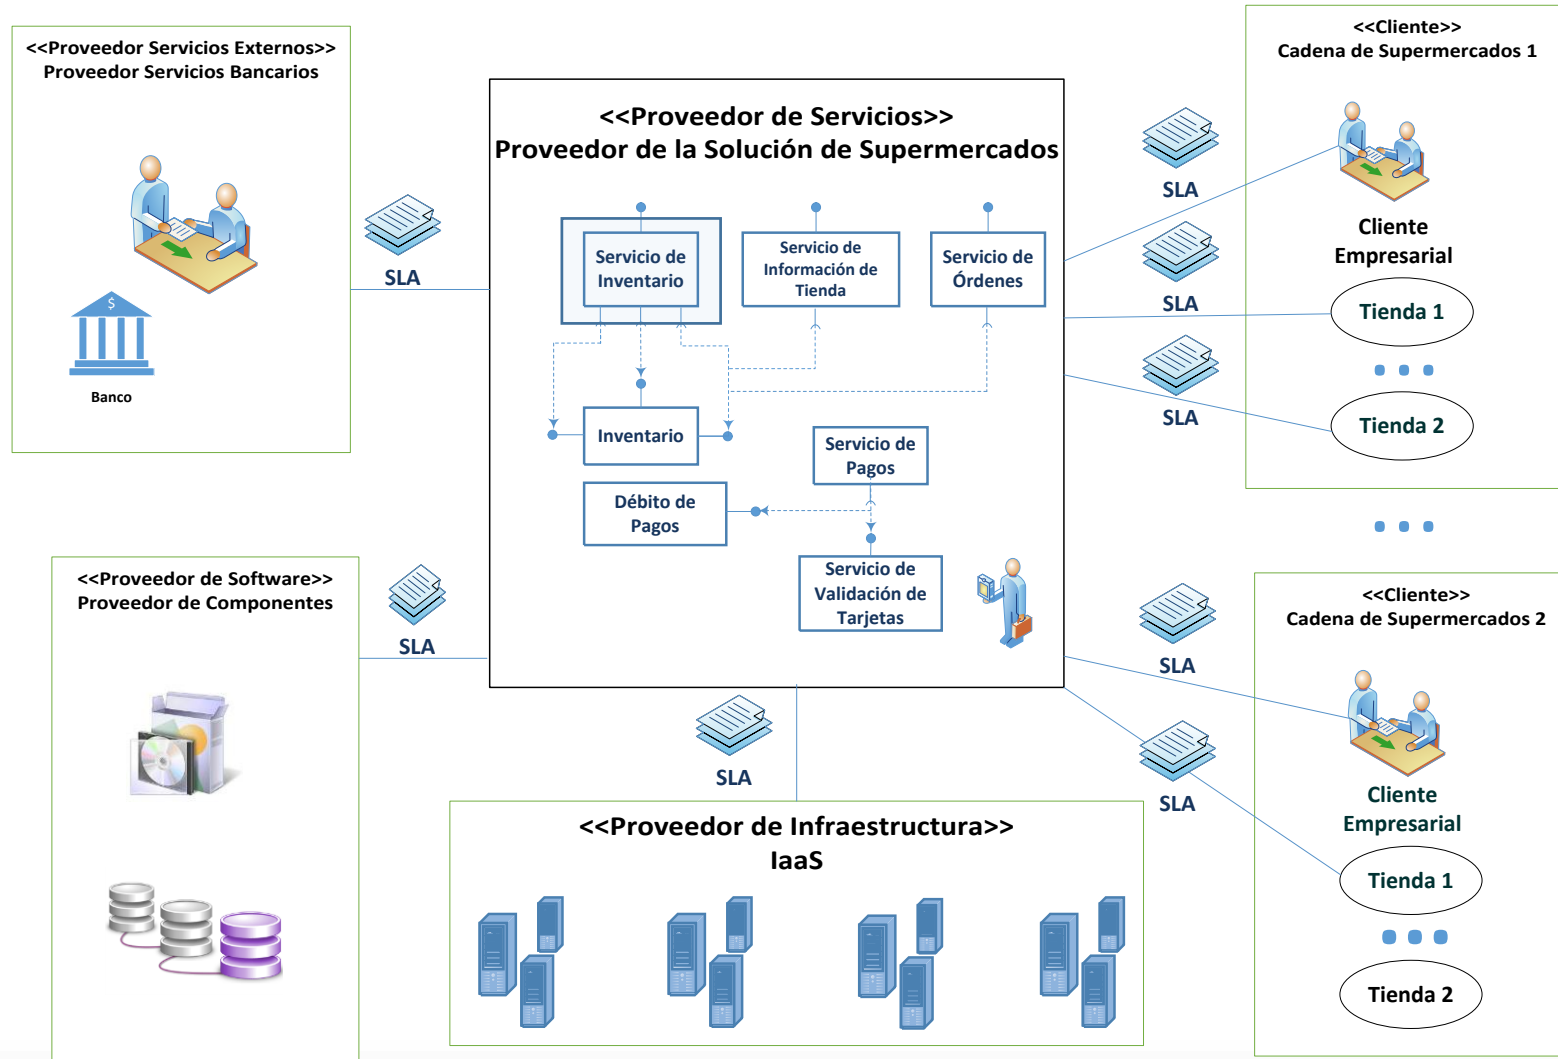 <<Proveedor Servicios Externos>>
Proveedor Servicios Bancarios
$
Banco
SLA
<<Proveedor de Servicios>>
Proveedor de la Solución de Supermercados
Servicio de
Inventario
Servicio de
Información de
Tienda
Servicio de
Órdenes
Inventario
Servicio de
Pagos
Débito de
Pagos
Servicio de
Validación de
Tarjetas
SLA
SLA
SLA
<<Cliente>>
Cadena de Supermercados 1
Cliente
Empresarial
Tienda 1
Tienda 2
<<Proveedor de Software>>
Proveedor de Componentes
SLA
SLA
<<Proveedor de Infraestructura>>
IaaS
SLA
SLA
<<Cliente>>
Cadena de Supermercados 2
Cliente
Empresarial
Tienda 1
Tienda 2